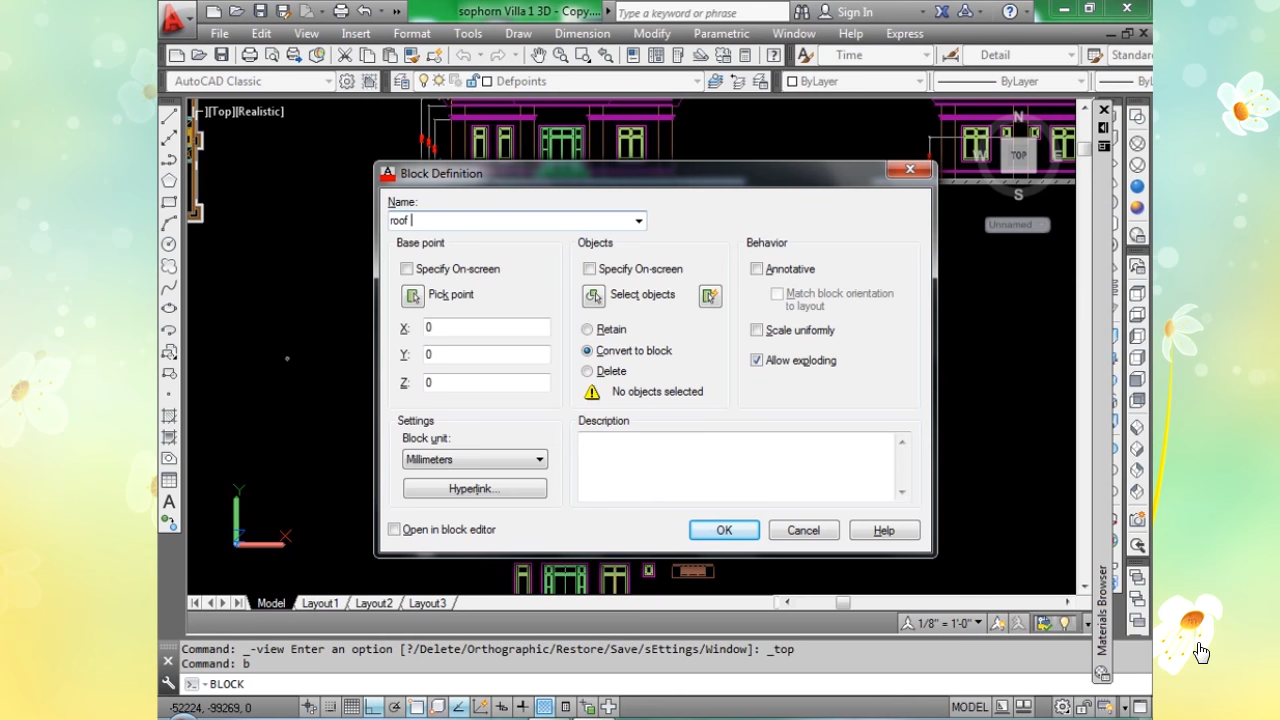 sophorn Villa 1 3D - Copy....
Type a keyword or phrase
Sign In
File Edit View Insert Format Tools Draw Dimension Modify Parametric Window Help Express
Time
Detail
Standard
AutoCAD Classic
Defpoints
ByLayer
ByLayer
][Top][Realistic]
N
W
TOP
S
Unnamed
Block Definition
Name:
roof
Base point
Specify On-screen
Pick point
X: 0
Y: 0
Z: 0
Objects
Specify On-screen
Select objects
Retain
Convert to block
Delete
No objects selected
Behavior
Annotative
Match block orientation
to layout
Scale uniformly
Allow exploding
Settings
Block unit:
Millimeters
Hyperlink...
Description
Open in block editor
OK
Cancel
Help
Y
X
Model Layout1 Layout2 Layout3
1/8" = 1'-0"
Materials Browser
Command: _-view Enter an option [?/Delete/Orthographic/Restore/Save/sEttings/Window]: _top
Command: b
BLOCK
-52224, -99269, 0
MODEL